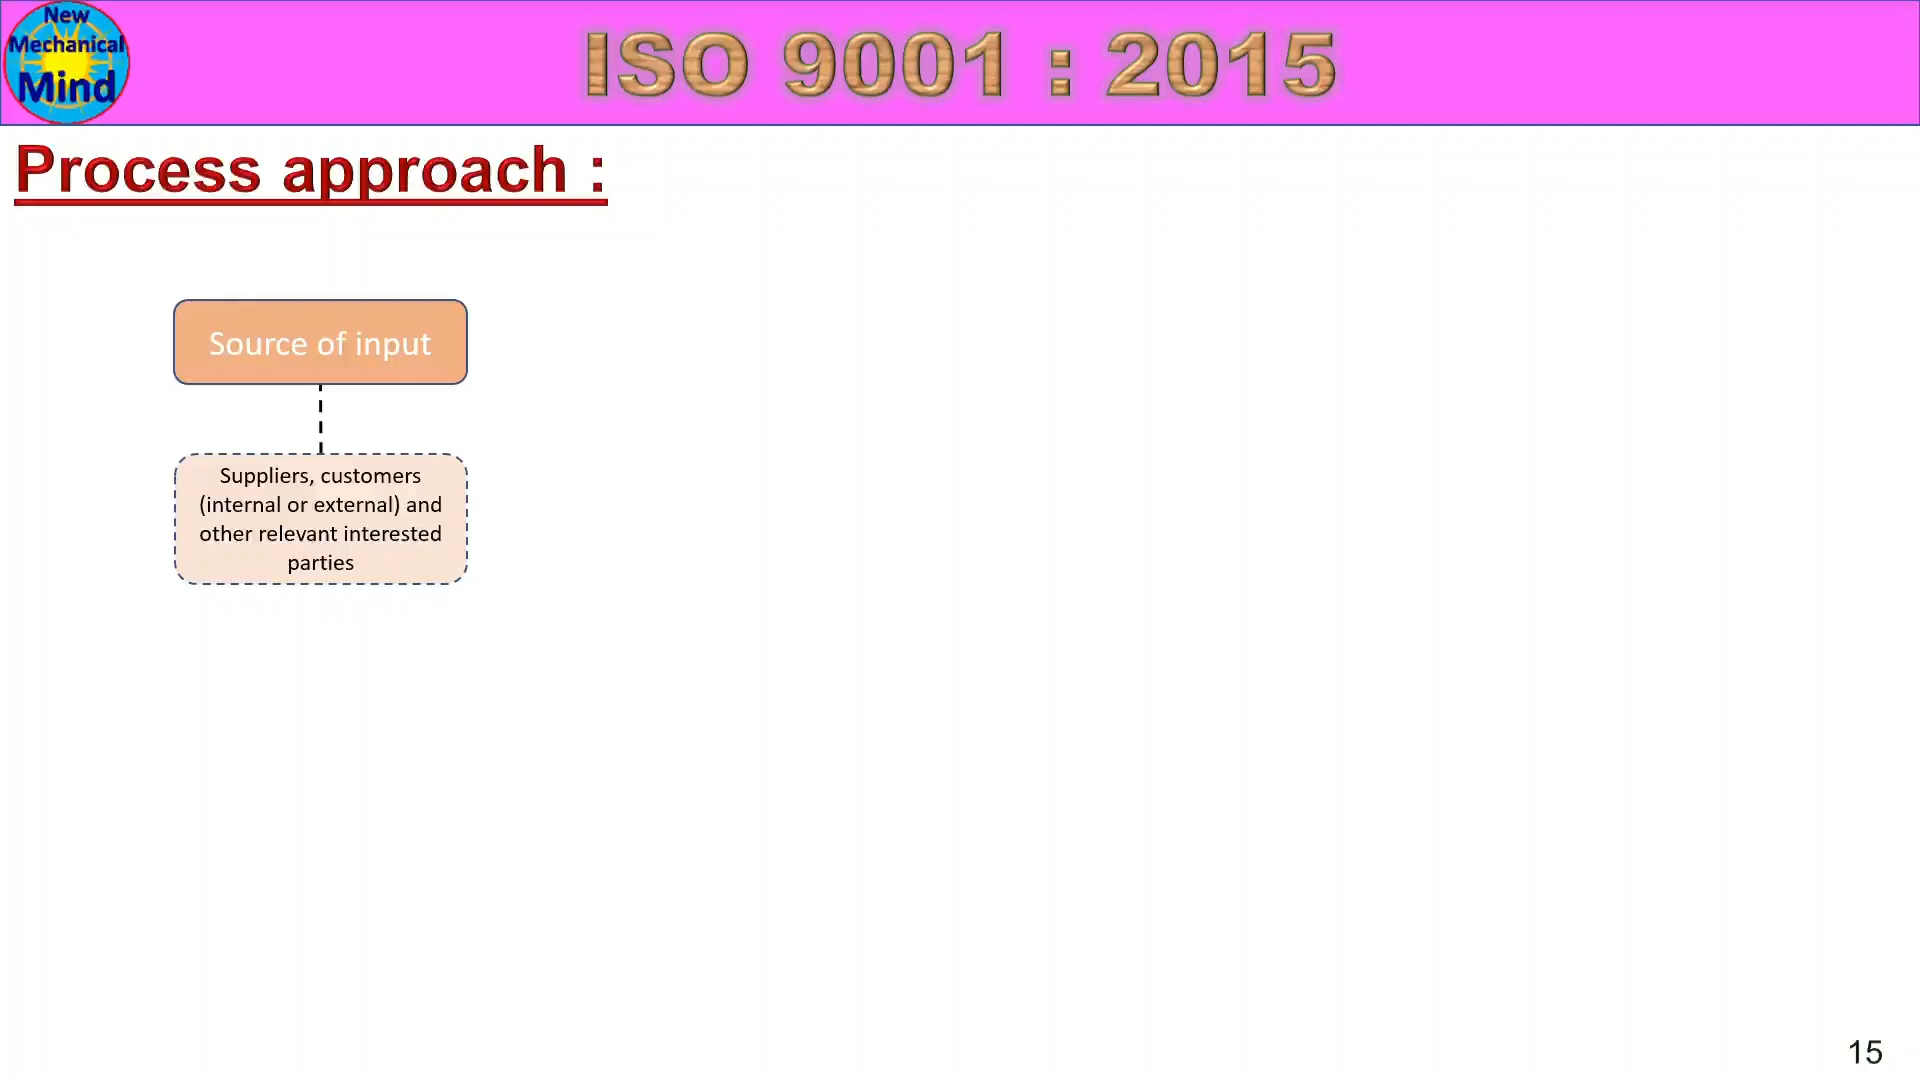 New
Mechanical
Mind
ISO 9001 : 2015
Process approach :
Source of input
Suppliers, customers
(internal or external) and
other relevant interested
parties
15